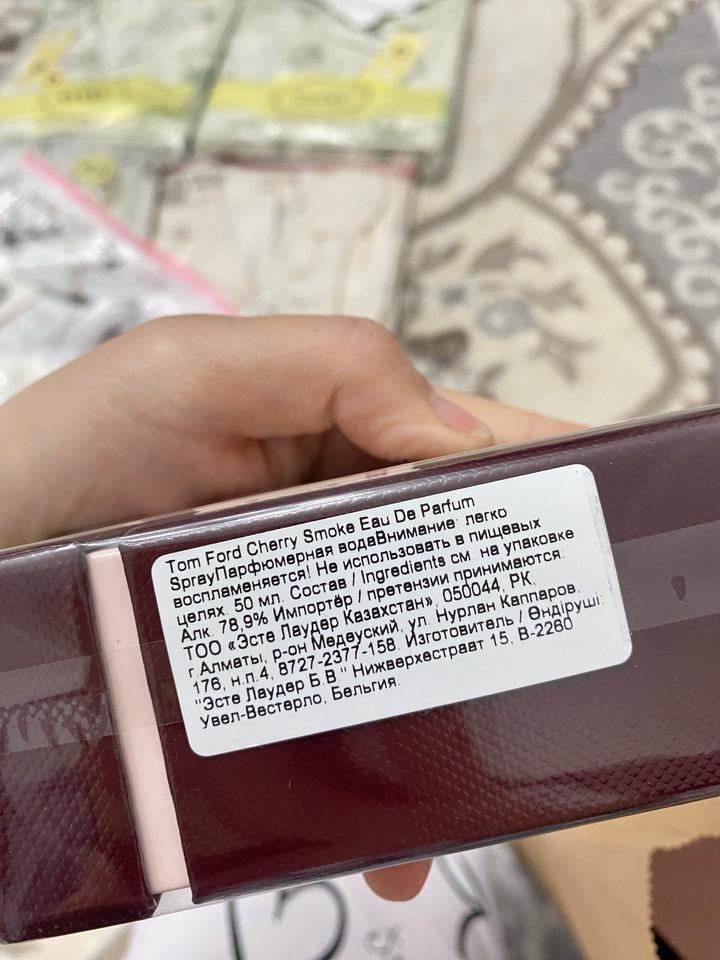 Tom Ford Cherry Smoke Eau De Parfum
SprayПарфюмерная водаВнимание: легко
воспламеняется! Не использовать в пищевых
целях. 50 мл. Состав / Ingredients см. на упаковке
Алк. 78,9% Импортёр / претензии принимаются:
ТОО «Эсте Лаудер Казахстан», 050044, РК,
г.Алматы, р-он Медеуский, ул. Нурлан Каппаров,
176, н.п.4, 8727-2377-158. Изготовитель / Өндіруші:
"Эсте Лаудер Б.В." Нижверхестраат 15, В-2260
Увел-Вестерло, Бельгия.